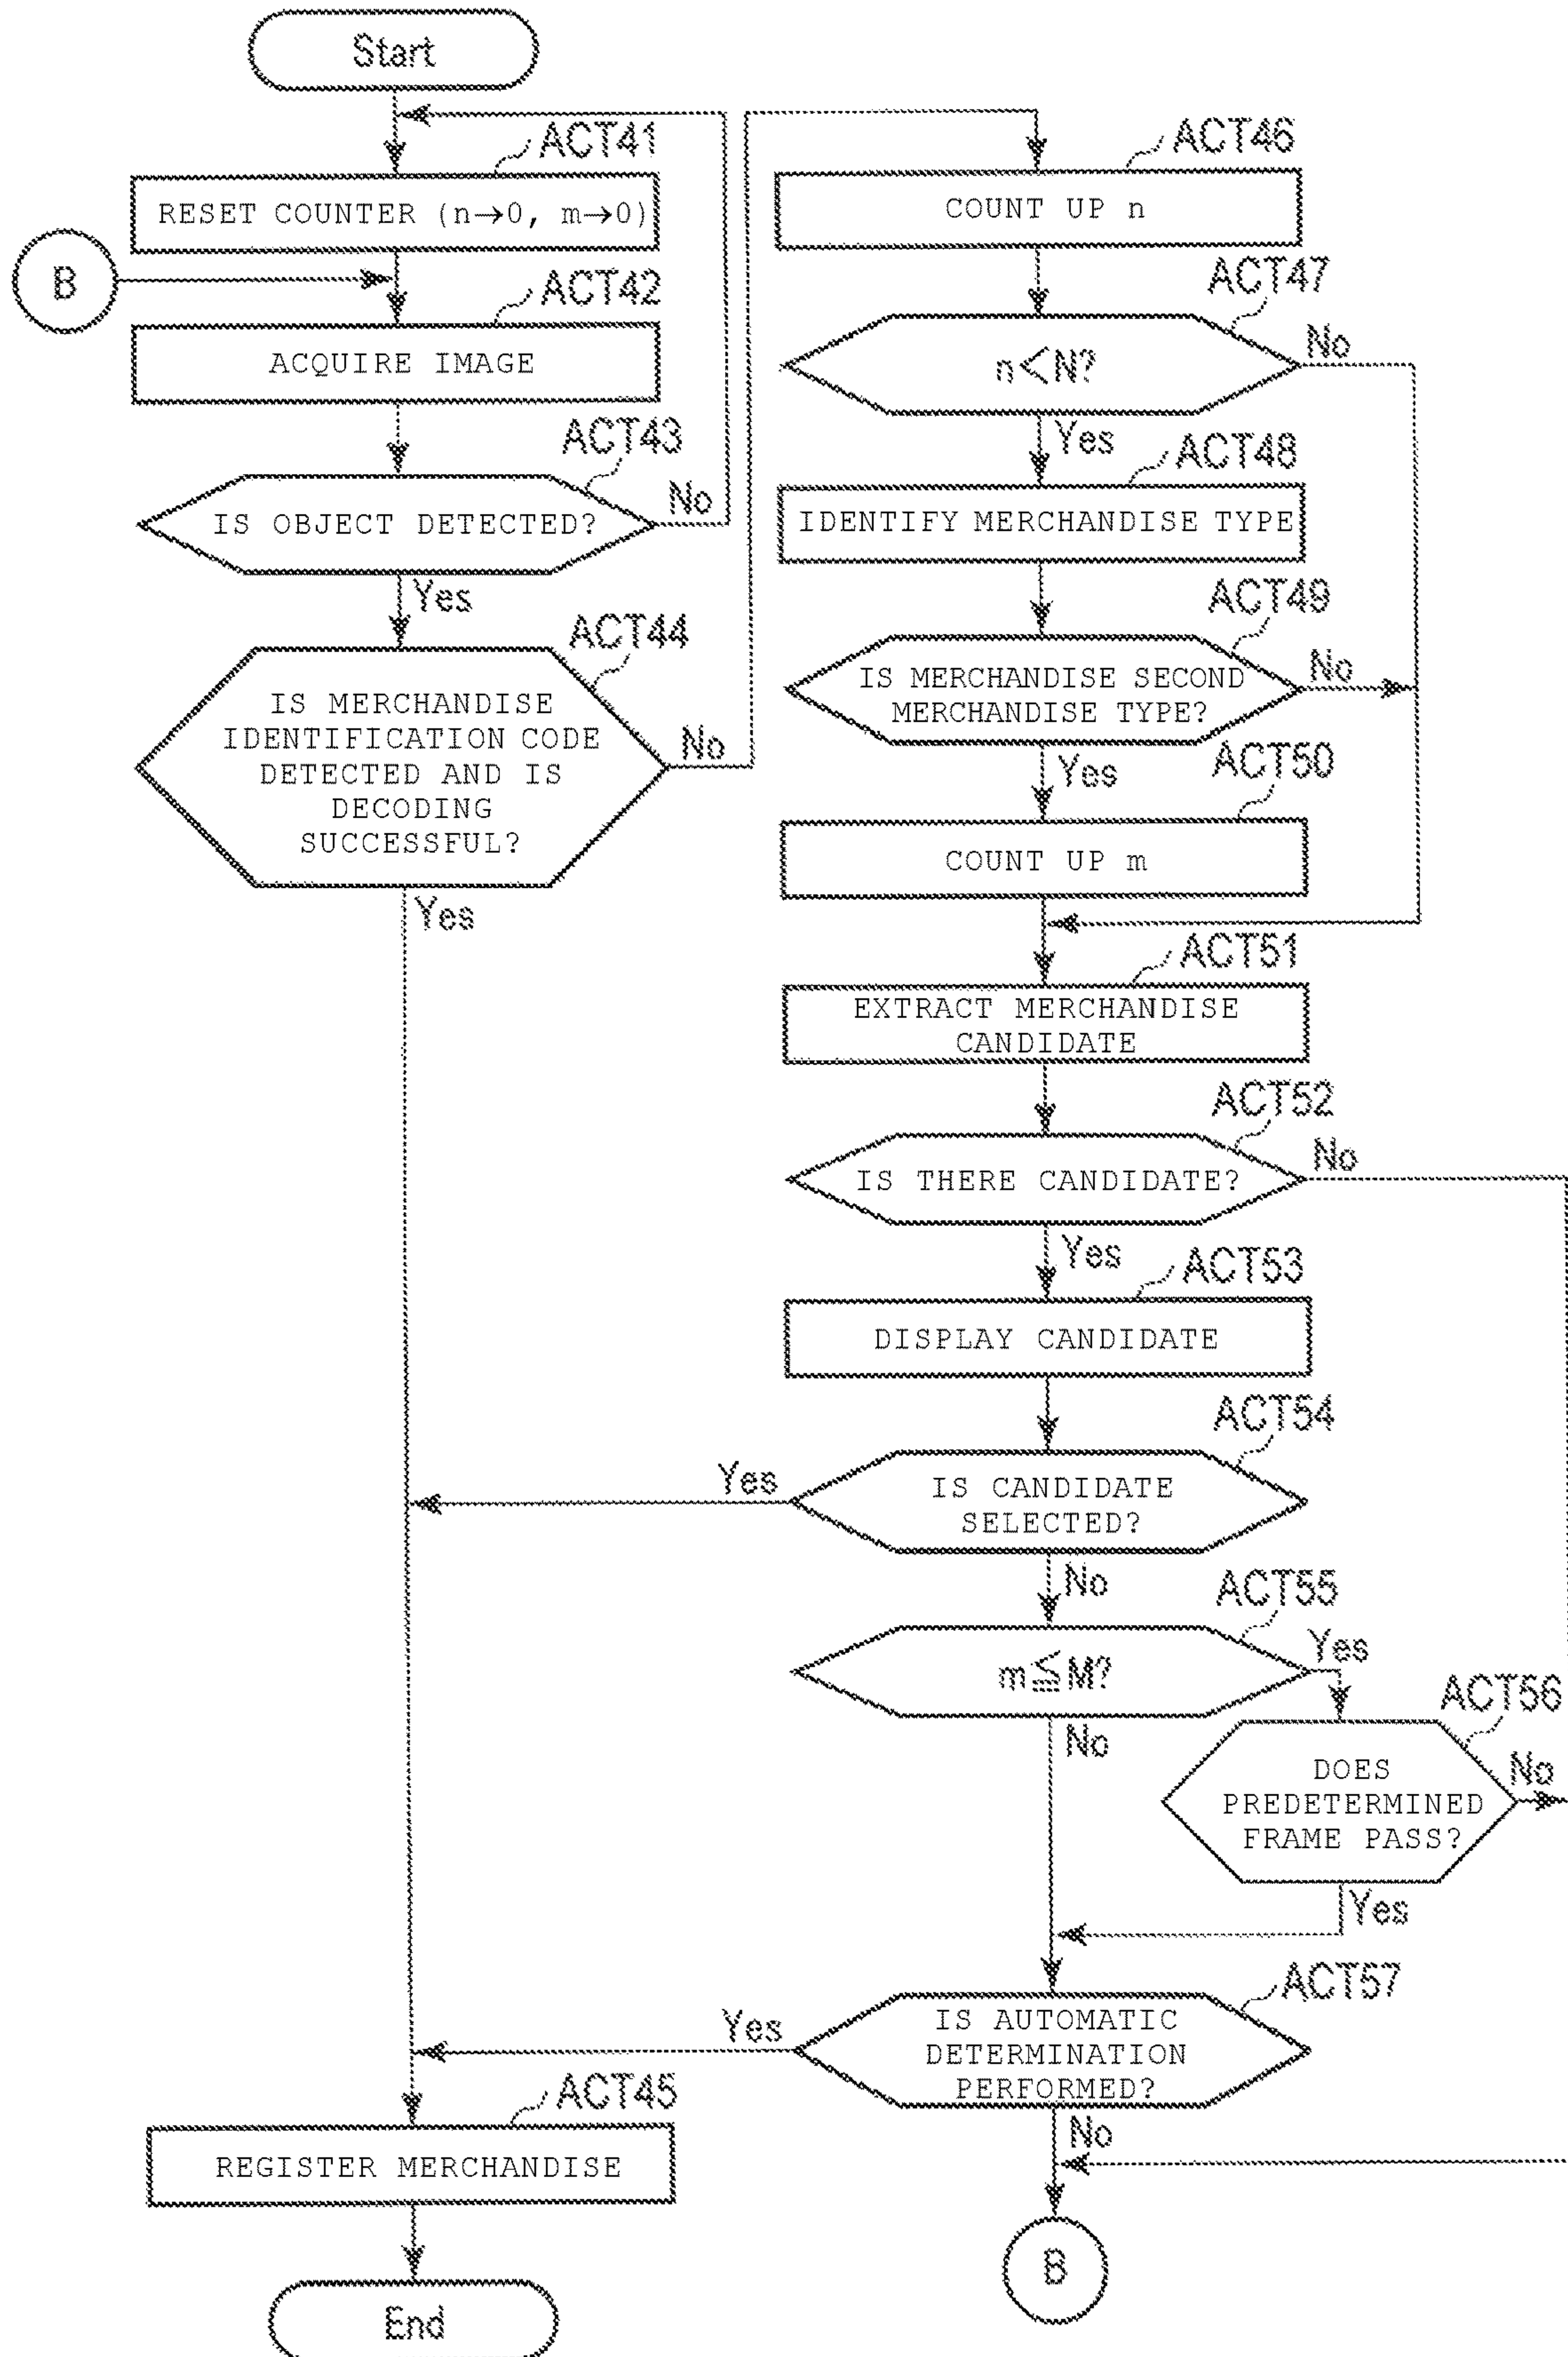 Start
ACT41
RESET COUNTER (n→0, m→0)
B
ACT42
ACQUIRE IMAGE
ACT43
IS OBJECT DETECTED?
No
Yes
ACT44
IS MERCHANDISE
IDENTIFICATION CODE
DETECTED AND IS
DECODING
SUCCESSFUL?
No
Yes
ACT46
COUNT UP n
ACT47
n<N?
No
Yes
ACT48
IDENTIFY MERCHANDISE TYPE
ACT49
IS MERCHANDISE SECOND
MERCHANDISE TYPE?
No
Yes
ACT50
COUNT UP m
ACT51
EXTRACT MERCHANDISE
CANDIDATE
ACT52
IS THERE CANDIDATE?
No
Yes
ACT53
DISPLAY CANDIDATE
ACT54
IS CANDIDATE
SELECTED?
Yes
No
ACT55
m≦M?
Yes
No
ACT56
DOES
PREDETERMINED
FRAME PASS?
No
Yes
ACT57
IS AUTOMATIC
DETERMINATION
PERFORMED?
Yes
No
B
ACT45
REGISTER MERCHANDISE
End